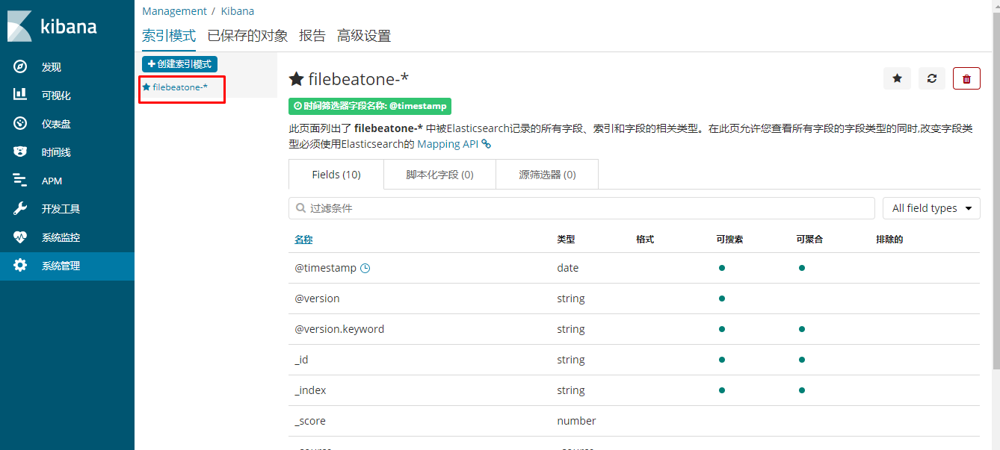 Management / Kibana
kibana
索引模式 已保存的对象 报告 高级设置
发现
可视化
仪表盘
时间线
APM
开发工具
系统监控
系统管理
创建索引模式
filebeatone-*
filebeatone-*
时间筛选器字段名称: @timestamp
此页面列出了 filebeatone-* 中被Elasticsearch记录的所有字段、索引和字段的相关类型。在此页允许您查看所有字段的字段类型的同时,改变字段类
型必须使用Elasticsearch的 Mapping API
Fields (10) 脚本化字段 (0) 源筛选器 (0)
过滤条件 All field types
名称 类型 格式 可搜索 可聚合 排除的
@timestamp date
@version string
@version.keyword string
_id string
_index string
_score number